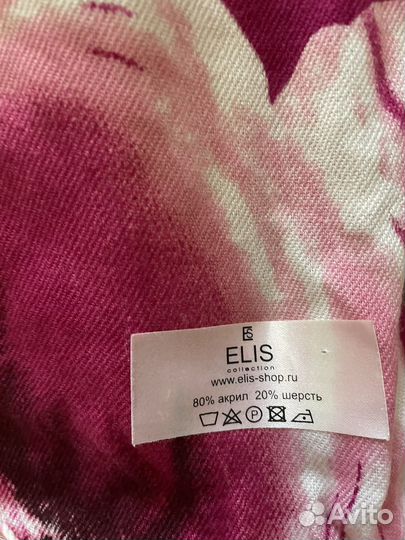 ELIS
collection
www.elis-shop.ru
80% акрил 20% шерсть
P
Avito